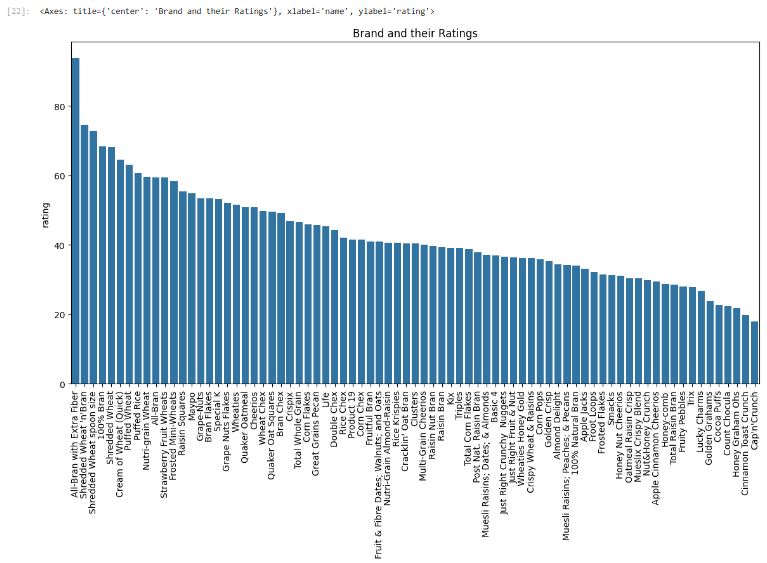 [22]: <Axes: title={'center': 'Brand and their Ratings'}, xlabel='name', ylabel='rating'>
Brand and their Ratings
rating
80
60
40
20
0
All-Bran with Extra Fiber
Shredded Wheat 'n'Bran
Shredded Wheat spoon size
100% Bran
Shredded Wheat
Cream of Wheat (Quick)
Puffed Wheat
Puffed Rice
Nutri-grain Wheat
All-Bran
Strawberry Fruit Wheats
Frosted Mini-Wheats
Raisin Squares
Maypo
Grape-Nuts
Bran Flakes
Special K
Grape Nuts Flakes
Wheaties
Quaker Oatmeal
Cheerios
Wheat Chex
Quaker Oat Squares
Bran Chex
Crispix
Total Whole Grain
Corn Flakes
Great Grains Pecan
Life
Double Chex
Rice Chex
Product 19
Corn Chex
Fruitful Bran
Fruit & Fibre Dates; Walnuts; and Oats
Nutri-Grain Almond-Raisin
Rice Krispies
Cracklin' Oat Bran
Clusters
Multi-Grain Cheerios
Raisin Nut Bran
Raisin Bran
Kix
Triples
Total Corn Flakes
Post Nat. Raisin Bran
Muesli Raisins; Dates; & Almonds
Basic 4
Just Right Crunchy  Nuggets
Just Right Fruit & Nut
Wheaties Honey Gold
Crispy Wheat & Raisins
Corn Pops
Golden Crisp
Almond Delight
Muesli Raisins; Peaches; & Pecans
100% Natural Bran
Apple Jacks
Froot Loops
Frosted Flakes
Smacks
Honey Nut Cheerios
Oatmeal Raisin Crisp
Mueslix Crispy Blend
Nut&Honey Crunch
Apple Cinnamon Cheerios
Honey-comb
Total Raisin Bran
Fruity Pebbles
Trix
Lucky Charms
Golden Grahams
Cocoa Puffs
Count Chocula
Honey Graham Ohs
Cinnamon Toast Crunch
Cap'n'Crunch